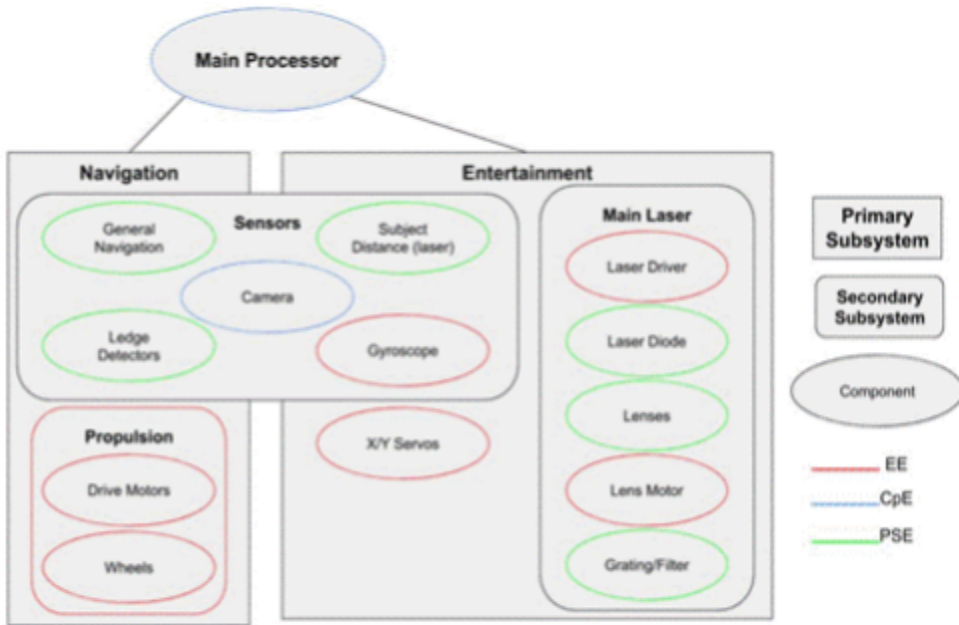 Main Processor
Navigation
Entertainment
Sensors
General
Navigation
Subject
Distance (laser)
Camera
Ledge
Detectors
Gyroscope
Propulsion
Drive Motors
Wheels
X/Y Servos
Main Laser
Laser Driver
Laser Diode
Lenses
Lens Motor
Grating/Filter
Primary
Subsystem
Secondary
Subsystem
Component
EE
CpE
PSE